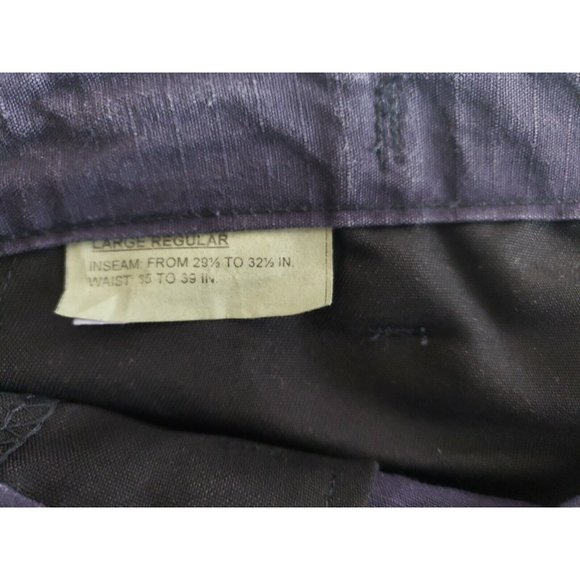 LARGE REGULAR
INSEAM: FROM 29½ TO 32½ IN.
WAIST: 35 TO 39 IN.